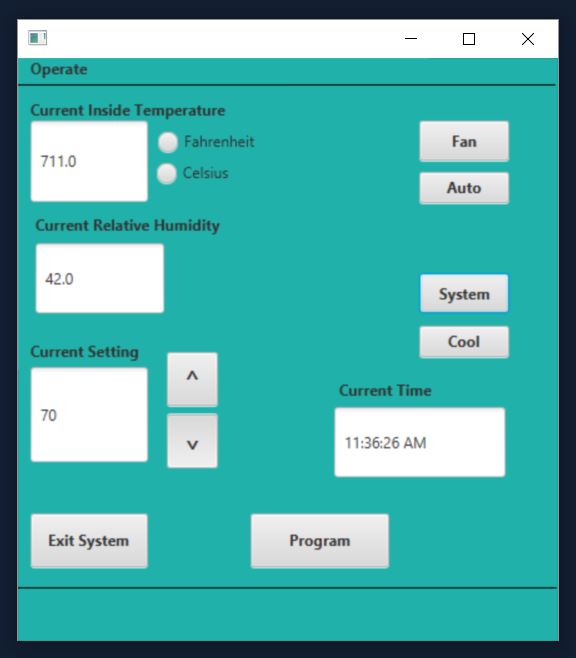 Operate
Current Inside Temperature
711.0
Fahrenheit
Celsius
Fan
Auto
Current Relative Humidity
42.0
System
Cool
Current Setting
70
^
v
Current Time
11:36:26 AM
Exit System
Program